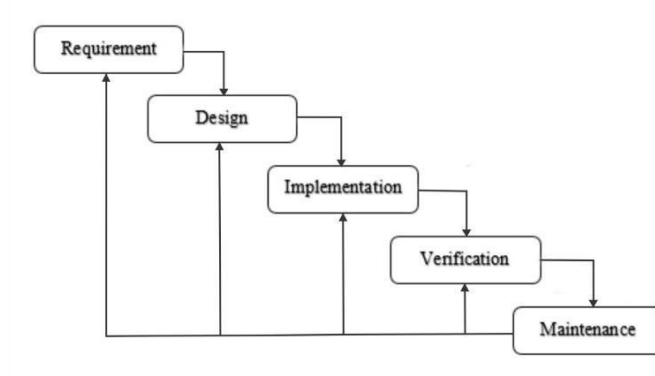 Requirement
Design
Implementation
Verification
Maintenance